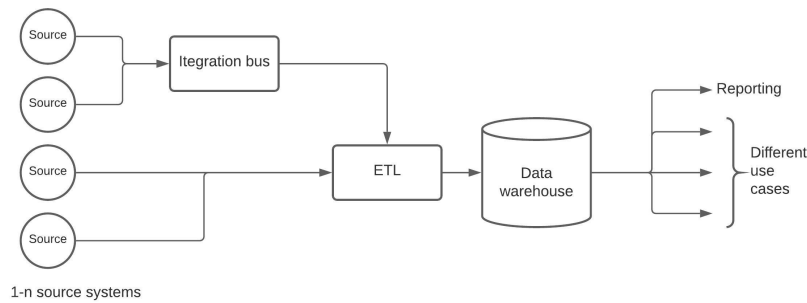 Source
Itegration bus
Source
Reporting
Different
use
cases
Source
ETL
Data
warehouse
Source
1-n source systems